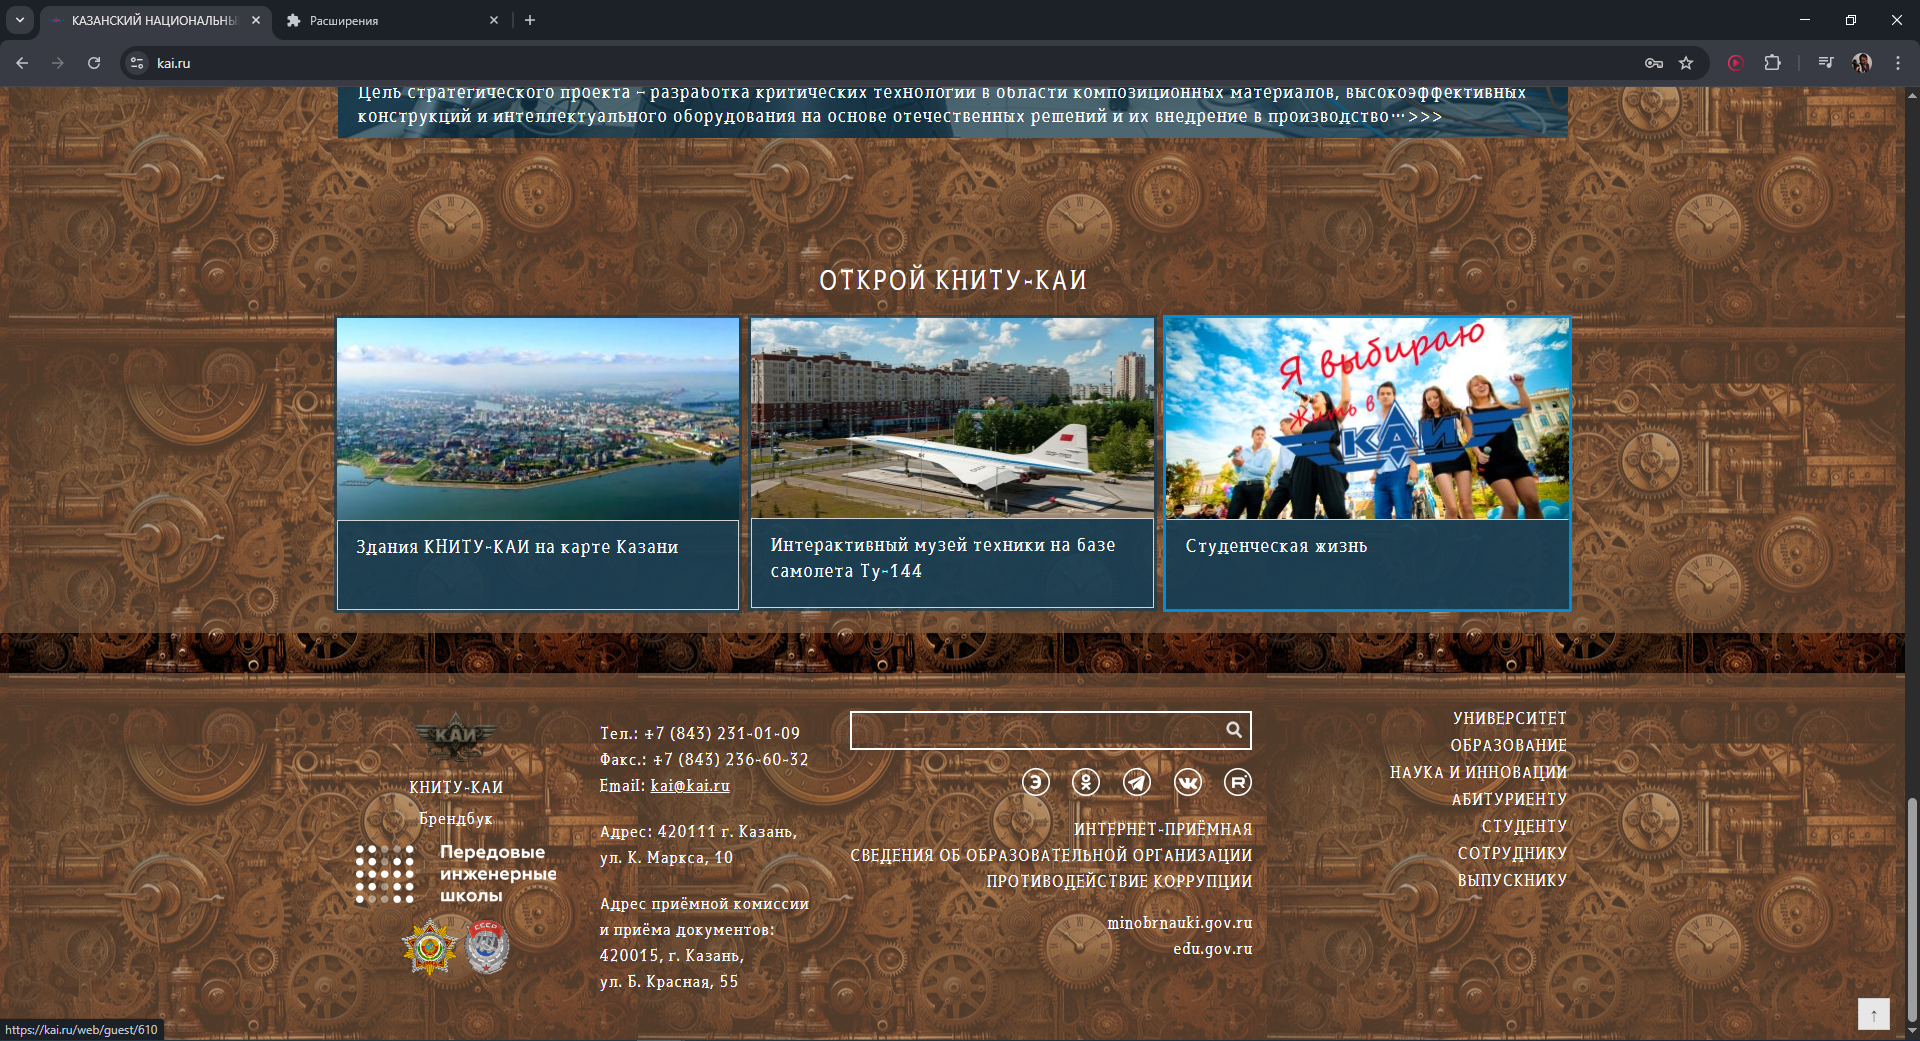 КАЗАНСКИЙ НАЦИОНАЛЬНЫ
Расширения
kai.ru
Цель стратегического проекта – разработка критических технологий в области композиционных материалов, высокоэффективных
конструкций и интеллектуального оборудования на основе отечественных решений и их внедрение в производство...>>>
ОТКРОЙ КНИТУ-КАИ
Я выбираю
жить в
КАИ
Здания КНИТУ-КАИ на карте Казани
Интерактивный музей техники на базе
самолета Ту-144
Студенческая жизнь
КАИ
КНИТУ-КАИ
Брендбук
Передовые
инженерные
школы
СССР
Тел.: +7 (843) 231-01-09
Факс.: +7 (843) 236-60-32
Email: kai@kai.ru
Адрес: 420111 г. Казань,
ул. К. Маркса, 10
Адрес приёмной комиссии
и приёма документов:
420015, г. Казань,
ул. Б. Красная, 55
ИНТЕРНЕТ-ПРИЁМНАЯ
СВЕДЕНИЯ ОБ ОБРАЗОВАТЕЛЬНОЙ ОРГАНИЗАЦИИ
ПРОТИВОДЕЙСТВИЕ КОРРУПЦИИ
minobrnauki.gov.ru
edu.gov.ru
УНИВЕРСИТЕТ
ОБРАЗОВАНИЕ
НАУКА И ИННОВАЦИИ
АБИТУРИЕНТУ
СТУДЕНТУ
СОТРУДНИКУ
ВЫПУСКНИКУ
https://kai.ru/web/guest/610